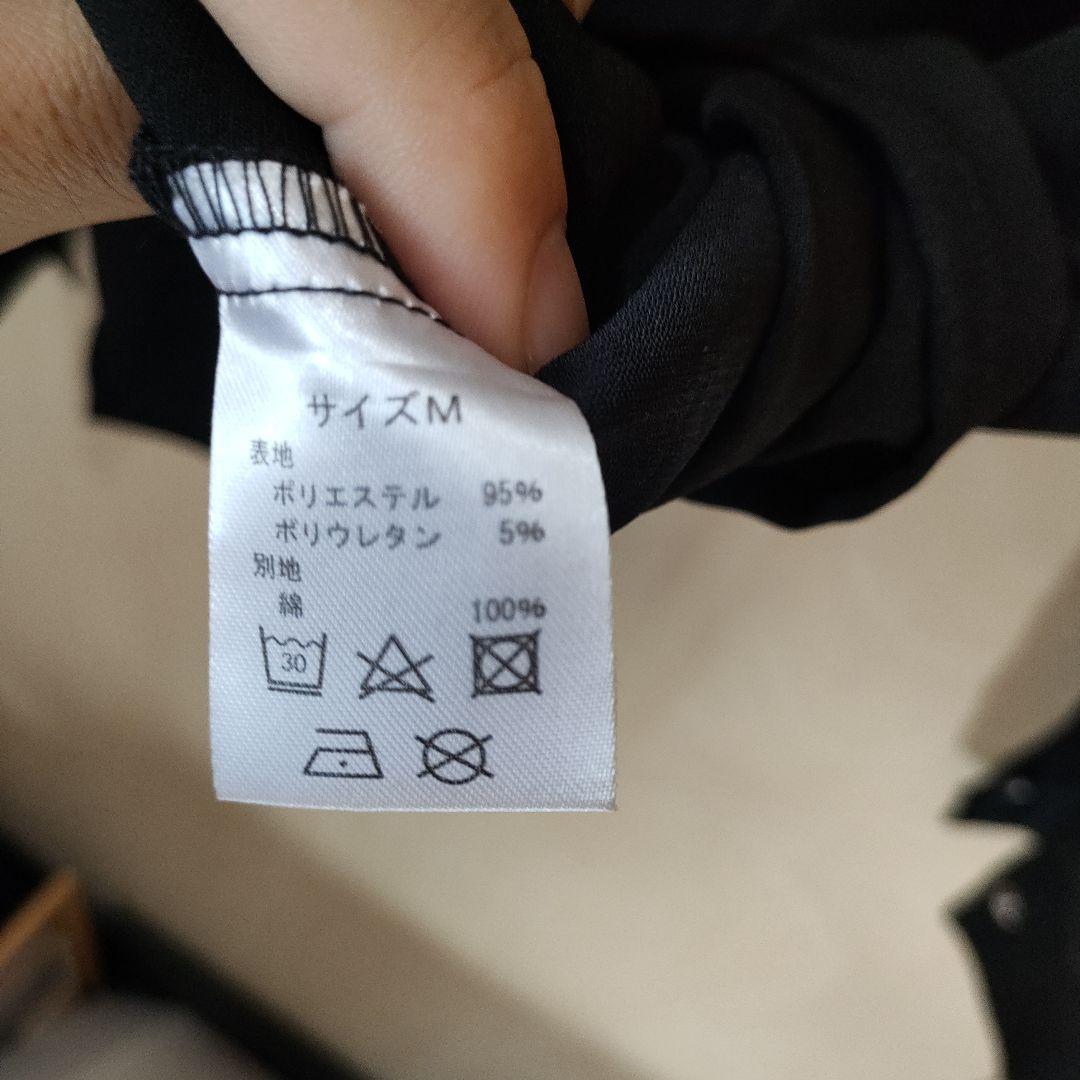 サイズM
表地
ポリエステル 95%
ポリウレタン 5%
別地
綿 100%
30